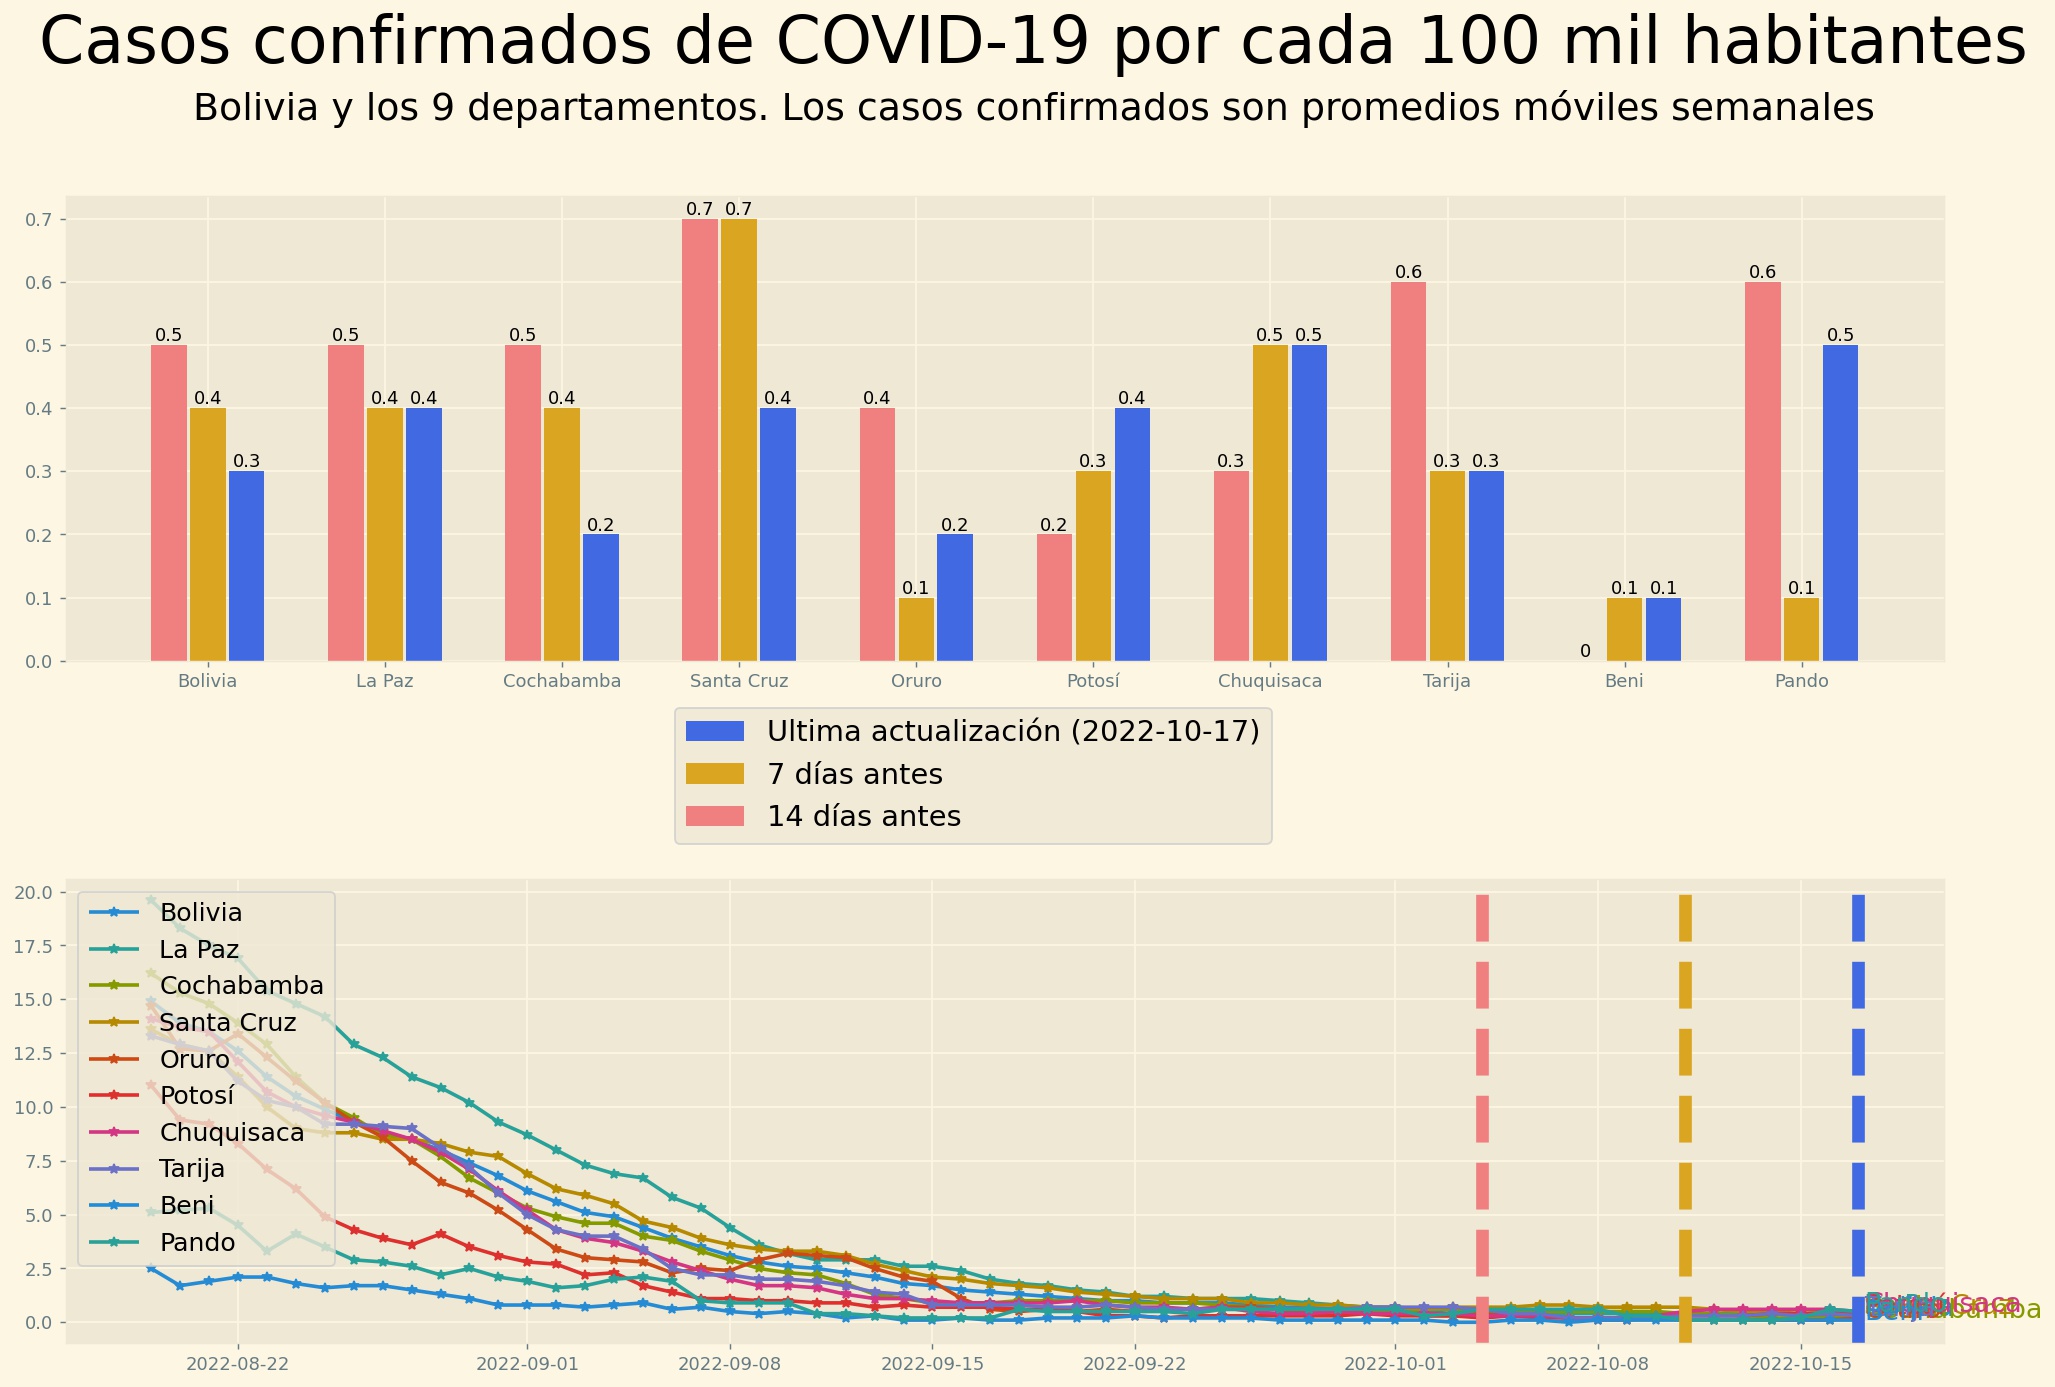 Casos confirmados de COVID-19 por cada 100 mil habitantes
Bolivia y los 9 departamentos. Los casos confirmados son promedios móviles semanales
0.7
0.6
0.5
0.4
0.3
0.2
0.1
0.0
0.5 0.4 0.3
0.5 0.4 0.4
0.5 0.4 0.2
0.7 0.7 0.4
0.4 0.1 0.2
0.2 0.3 0.4
0.3 0.5 0.5
0.6 0.3 0.3
0 0.1 0.1
0.6 0.1 0.5
Bolivia La Paz Cochabamba Santa Cruz Oruro Potosí Chuquisaca Tarija Beni Pando
Ultima actualización (2022-10-17)
7 días antes
14 días antes
20.0
17.5
15.0
12.5
10.0
7.5
5.0
2.5
0.0
Bolivia
La Paz
Cochabamba
Santa Cruz
Oruro
Potosí
Chuquisaca
Tarija
Beni
Pando
2022-08-22 2022-09-01 2022-09-08 2022-09-15 2022-09-22 2022-10-01 2022-10-08 2022-10-15